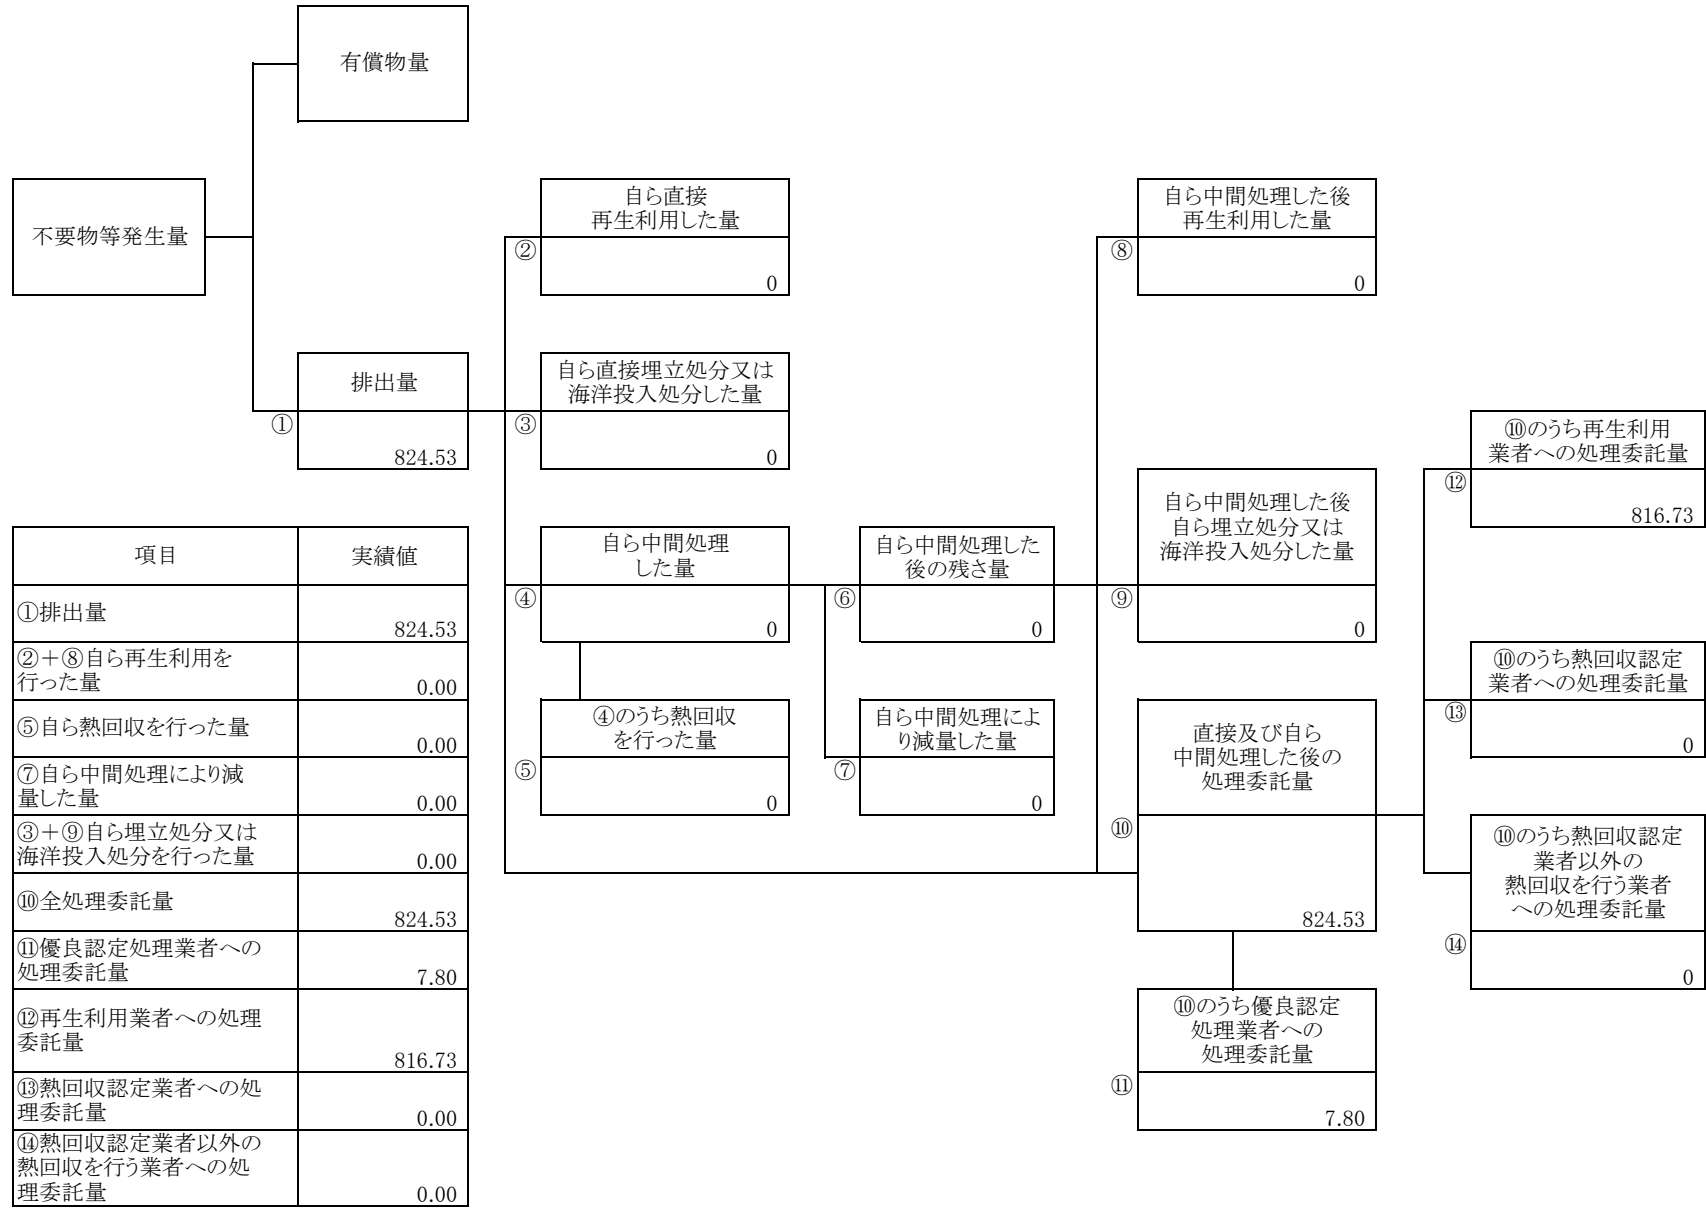 有償物量
不要物等発生量
自ら直接
再生利用した量
②
0
自ら中間処理した後
再生利用した量
⑧
0
排出量
①
824.53
自ら直接埋立処分又は
海洋投入処分した量
③
0
⑩のうち再生利用
業者への処理委託量
⑫
816.73
自ら中間処理
した量
④
0
自ら中間処理した
後の残さ量
⑥
0
自ら中間処理した後
自ら埋立処分又は
海洋投入処分した量
⑨
0
⑩のうち熱回収認定
業者への処理委託量
⑬
0
④のうち熱回収
を行った量
⑤
0
自ら中間処理によ
り減量した量
⑦
0
直接及び自ら
中間処理した後の
処理委託量
⑩
824.53
⑩のうち熱回収認定
業者以外の
熱回収を行う業者
への処理委託量
⑭
0
⑩のうち優良認定
処理業者への
処理委託量
⑪
7.80
項目 実績値
①排出量
824.53
②＋⑧自ら再生利用を
行った量
0.00
⑤自ら熱回収を行った量
0.00
⑦自ら中間処理により減
量した量
0.00
③＋⑨自ら埋立処分又は
海洋投入処分を行った量
0.00
⑩全処理委託量
824.53
⑪優良認定処理業者への
処理委託量
7.80
⑫再生利用業者への処理
委託量
816.73
⑬熱回収認定業者への処
理委託量
0.00
⑭熱回収認定業者以外の
熱回収を行う業者への処
理委託量
0.00